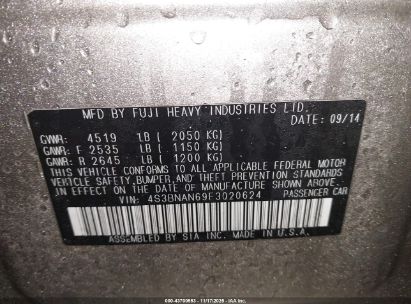 MFD BY FUJI HEAVY INDUSTRIES LTD.
DATE: 09/14
GVWR: 4519 LB ( 2050 KG)
GAWR: F 2535 LB ( 1150 KG)
GAWR: R 2645 LB ( 1200 KG)
THIS VEHICLE CONFORMS TO ALL APPLICABLE FEDERAL MOTOR
VEHICLE SAFETY, BUMPER, AND THEFT PREVENTION STANDARDS
IN EFFECT ON THE DATE OF MANUFACTURE SHOWN ABOVE.
VIN: 4S3BNAN69F3020624 PASSENGER CAR
ASSEMBLED BY SIA INC. IN U.S.A.